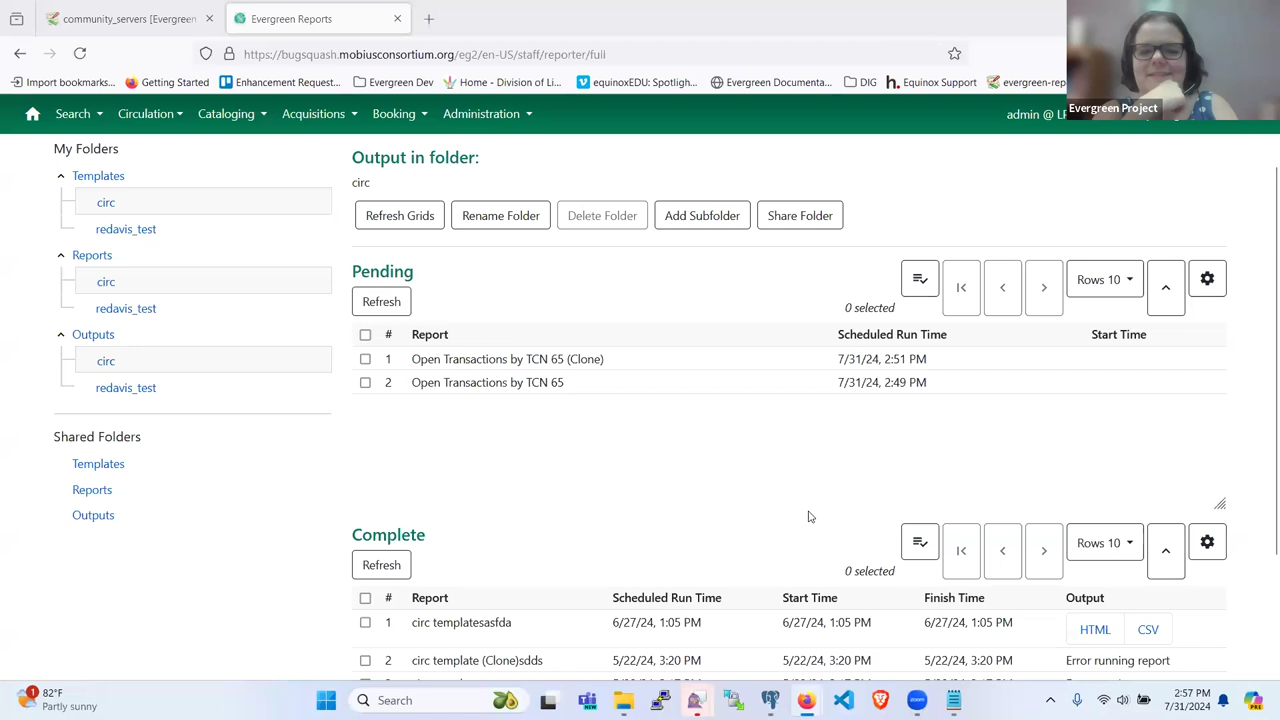 community_servers [Evergreen
Evergreen Reports
https://bugsquash.mobiusconsortium.org/eg2/en-US/staff/reporter/full
Import bookmarks...
Getting Started
Enhancement Request...
Evergreen Dev
Home - Division of Li...
equinoxEDU: Spotligh...
Evergreen Documenta...
DIG
Equinox Support
evergreen-rep
Search
Circulation
Cataloging
Acquisitions
Booking
Administration
admin @
Evergreen Project
My Folders
Templates
circ
redavis_test
Reports
circ
redavis_test
Outputs
circ
redavis_test
Shared Folders
Templates
Reports
Outputs
Output in folder:
circ
Refresh Grids Rename Folder Delete Folder Add Subfolder Share Folder
Pending
Refresh
0 selected
Rows 10
# Report Scheduled Run Time Start Time
1 Open Transactions by TCN 65 (Clone) 7/31/24, 2:51 PM
2 Open Transactions by TCN 65 7/31/24, 2:49 PM
Complete
Refresh
0 selected
Rows 10
# Report Scheduled Run Time Start Time Finish Time Output
1 circ templatesasfda 6/27/24, 1:05 PM 6/27/24, 1:05 PM 6/27/24, 1:05 PM HTML CSV
2 circ template (Clone)sdds 5/22/24, 3:20 PM 5/22/24, 3:20 PM 5/22/24, 3:20 PM Error running report
1
82°F
Partly sunny
Search
2:57 PM
7/31/2024